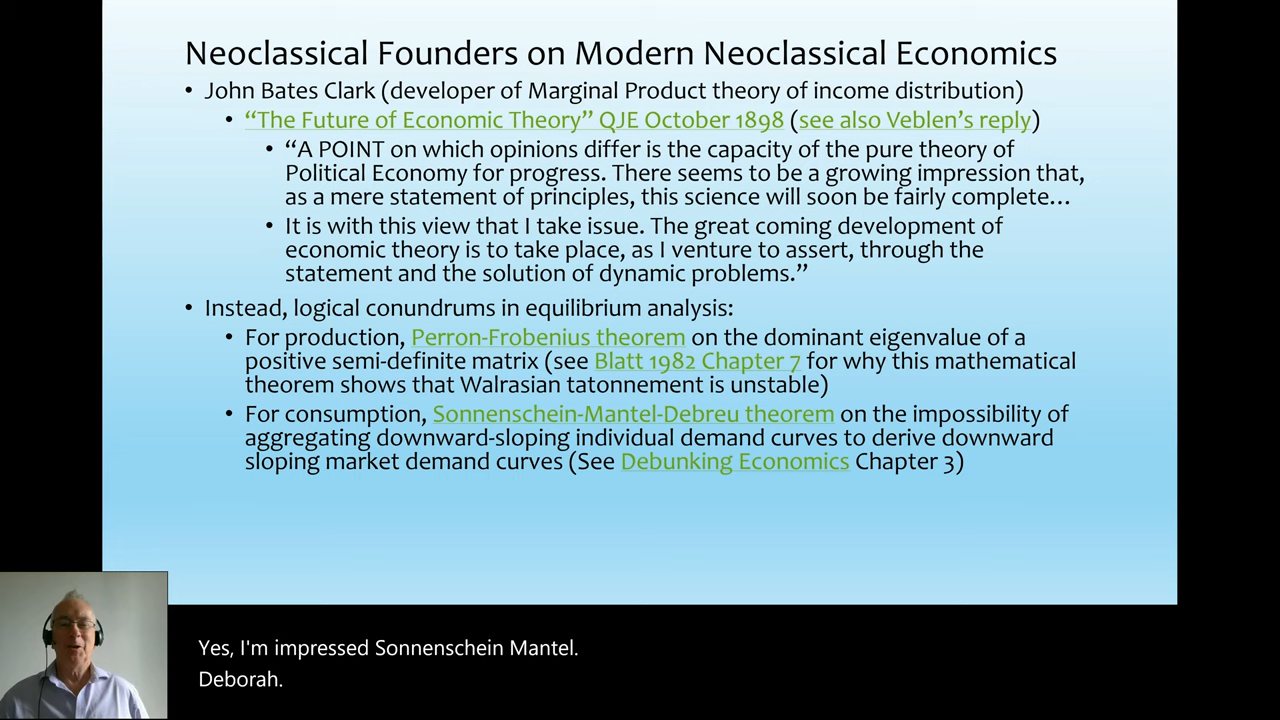 Neoclassical Founders on Modern Neoclassical Economics
• John Bates Clark (developer of Marginal Product theory of income distribution)
• “The Future of Economic Theory” QJE October 1898 (see also Veblen’s reply)
• “A POINT on which opinions differ is the capacity of the pure theory of
Political Economy for progress. There seems to be a growing impression that,
as a mere statement of principles, this science will soon be fairly complete…
• It is with this view that I take issue. The great coming development of
economic theory is to take place, as I venture to assert, through the
statement and the solution of dynamic problems.”
• Instead, logical conundrums in equilibrium analysis:
• For production, Perron-Frobenius theorem on the dominant eigenvalue of a
positive semi-definite matrix (see Blatt 1982 Chapter 7 for why this mathematical
theorem shows that Walrasian tatonnement is unstable)
• For consumption, Sonnenschein-Mantel-Debreu theorem on the impossibility of
aggregating downward-sloping individual demand curves to derive downward
sloping market demand curves (See Debunking Economics Chapter 3)
Yes, I'm impressed Sonnenschein Mantel.
Deborah.